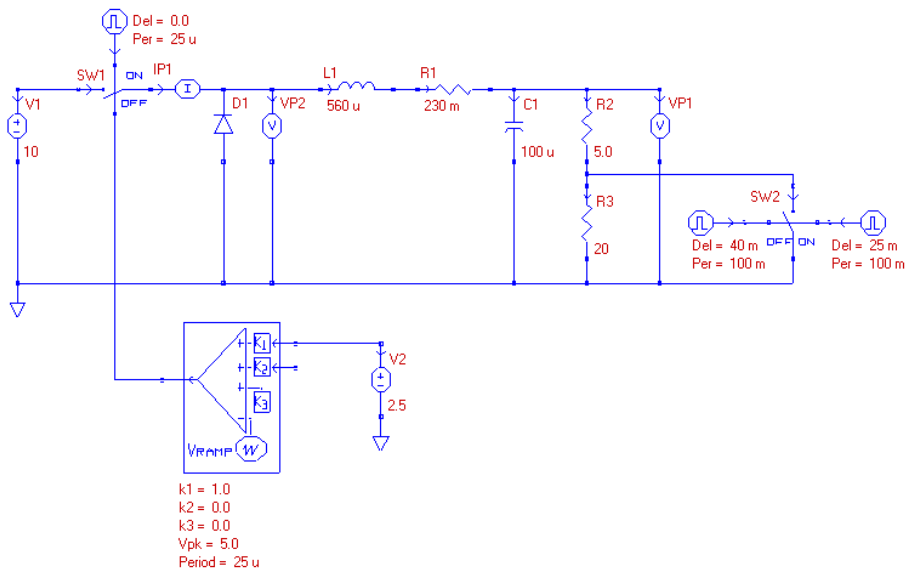 Del = 0.0
Per = 25 u
SW1
ON
OFF
IP1
V1
10
D1
VP2
V
I
L1
560 u
R1
230 m
C1
100 u
R2
5.0
VP1
V
R3
20
SW2
OFF ON
Del = 40 m
Per = 100 m
Del = 25 m
Per = 100 m
K1
K2
K3
VRAMP
V2
2.5
k1 = 1.0
k2 = 0.0
k3 = 0.0
Vpk = 5.0
Period = 25 u